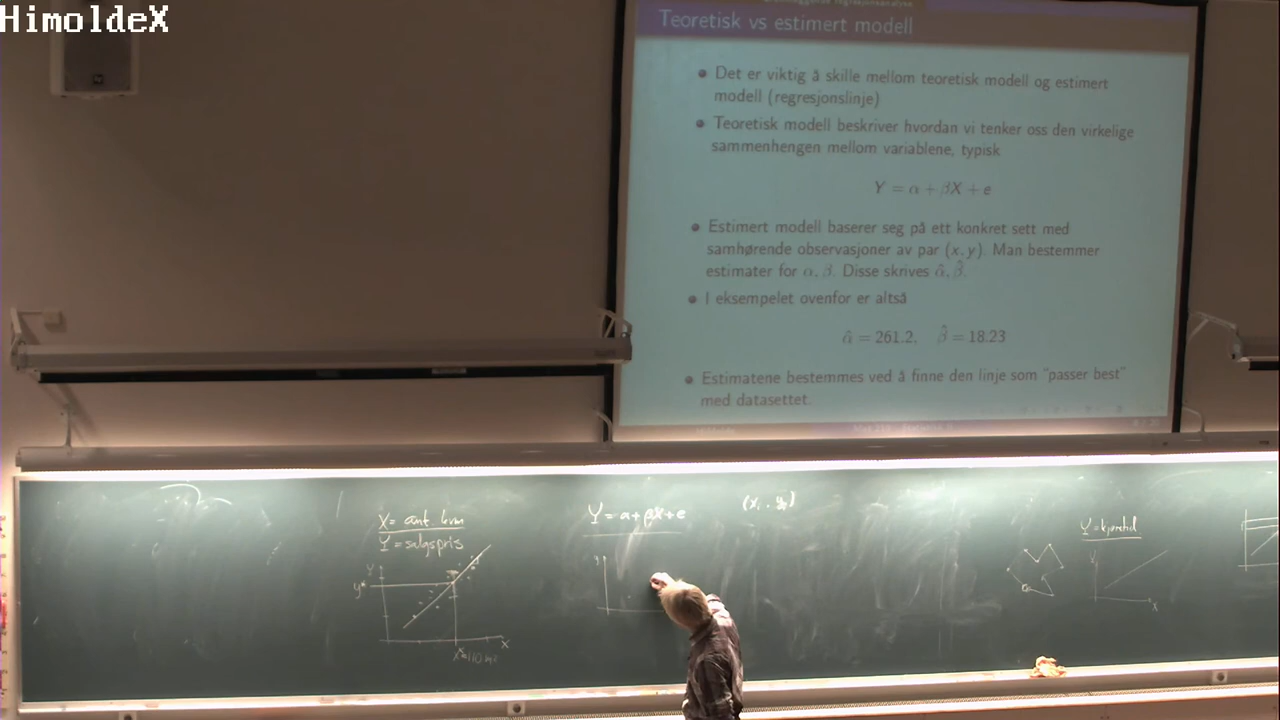 HimoldeX
Teoretisk vs estimert modell
Det er viktig å skille mellom teoretisk modell og estimert
modell (regresjonslinje)
Teoretisk modell beskriver hvordan vi tenker oss den virkelige
sammenhengen mellom variablene, typisk
Y = α + βX + e
Estimert modell baserer seg på ett konkret sett med
samhørende observasjoner av par (x, y). Man bestemmer
estimater for α, β. Disse skrives α̂, β̂.
I eksempelet ovenfor er altså
α̂ = 261.2, β̂ = 18.23
Estimatene bestemmes ved å finne den linje som "passer best"
med datasettet.
X = ant. kvm
Y = salgspris
Y
y*
X
Y = α + βX + e
y
Y = kjøretid
Y
X